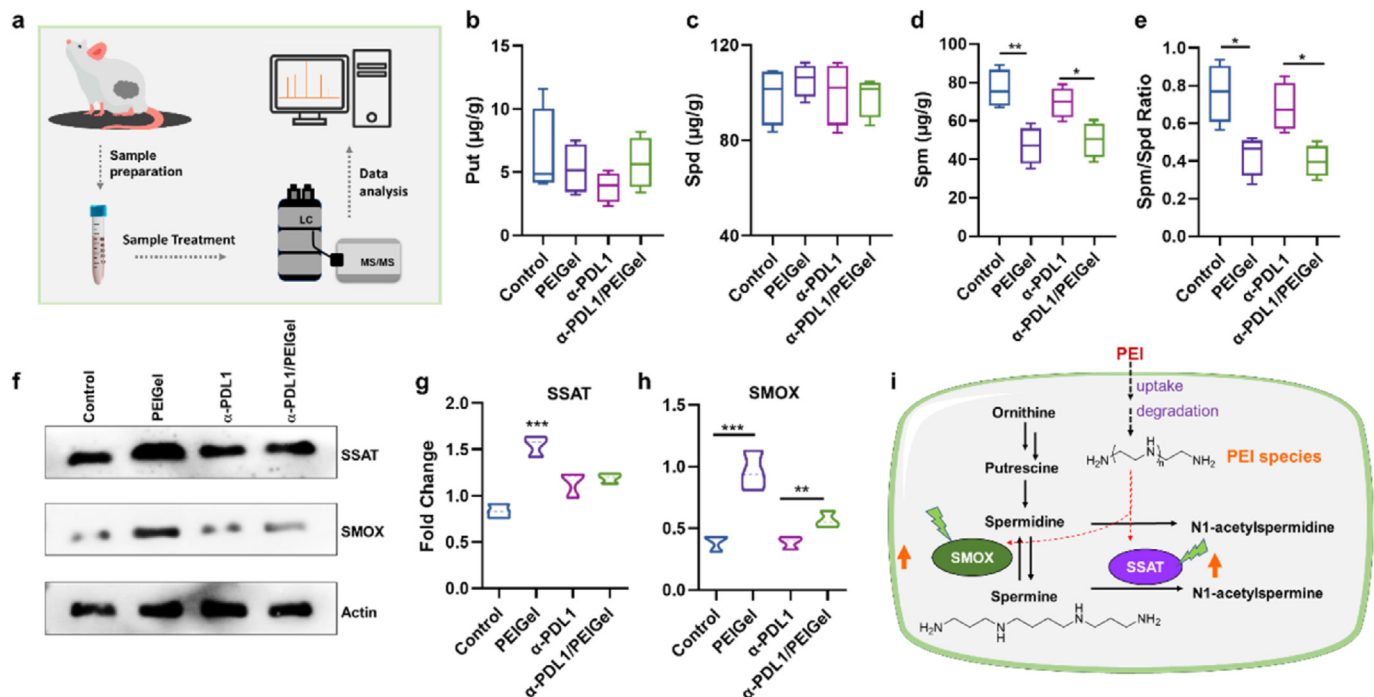 a
Sample
preparation
Sample Treatment
LC
MS/MS
Data
analysis
b
Put (µg/g)
15
10
5
0
Control
PEIGel
α-PDL1
α-PDL1/PEIGel
c
Spd (µg/g)
120
80
40
Control
PEIGel
α-PDL1
α-PDL1/PEIGel
d
Spm (µg/g)
100
80
60
40
20
0
**
*
Control
PEIGel
α-PDL1
α-PDL1/PEIGel
e
Spm/Spd Ratio
1.0
0.8
0.6
0.4
0.2
0.0
*
*
Control
PEIGel
α-PDL1
α-PDL1/PEIGel
f
Control
PEIGel
α-PDL1
α-PDL1/PEIGel
SSAT
SMOX
Actin
g
SSAT
Fold Change
2.0
1.5
1.0
0.5
0.0
***
Control
PEIGel
α-PDL1
α-PDL1/PEIGel
h
SMOX
1.5
1.0
0.5
0.0
***
**
Control
PEIGel
α-PDL1
α-PDL1/PEIGel
i
PEI
uptake
degradation
Ornithine
Putrescine
H₂N
H
N
n
NH₂
PEI species
Spermidine
N1-acetylspermidine
SMOX
SSAT
Spermine
N1-acetylspermine
H₂N
N
H
H
N
NH₂